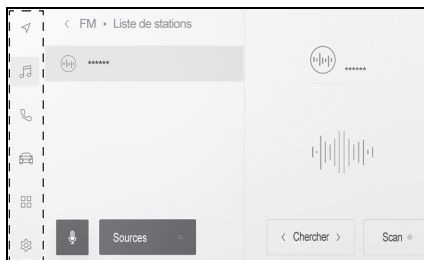 FM • Liste de stations
******
******
Sources
< Chercher >
Scan